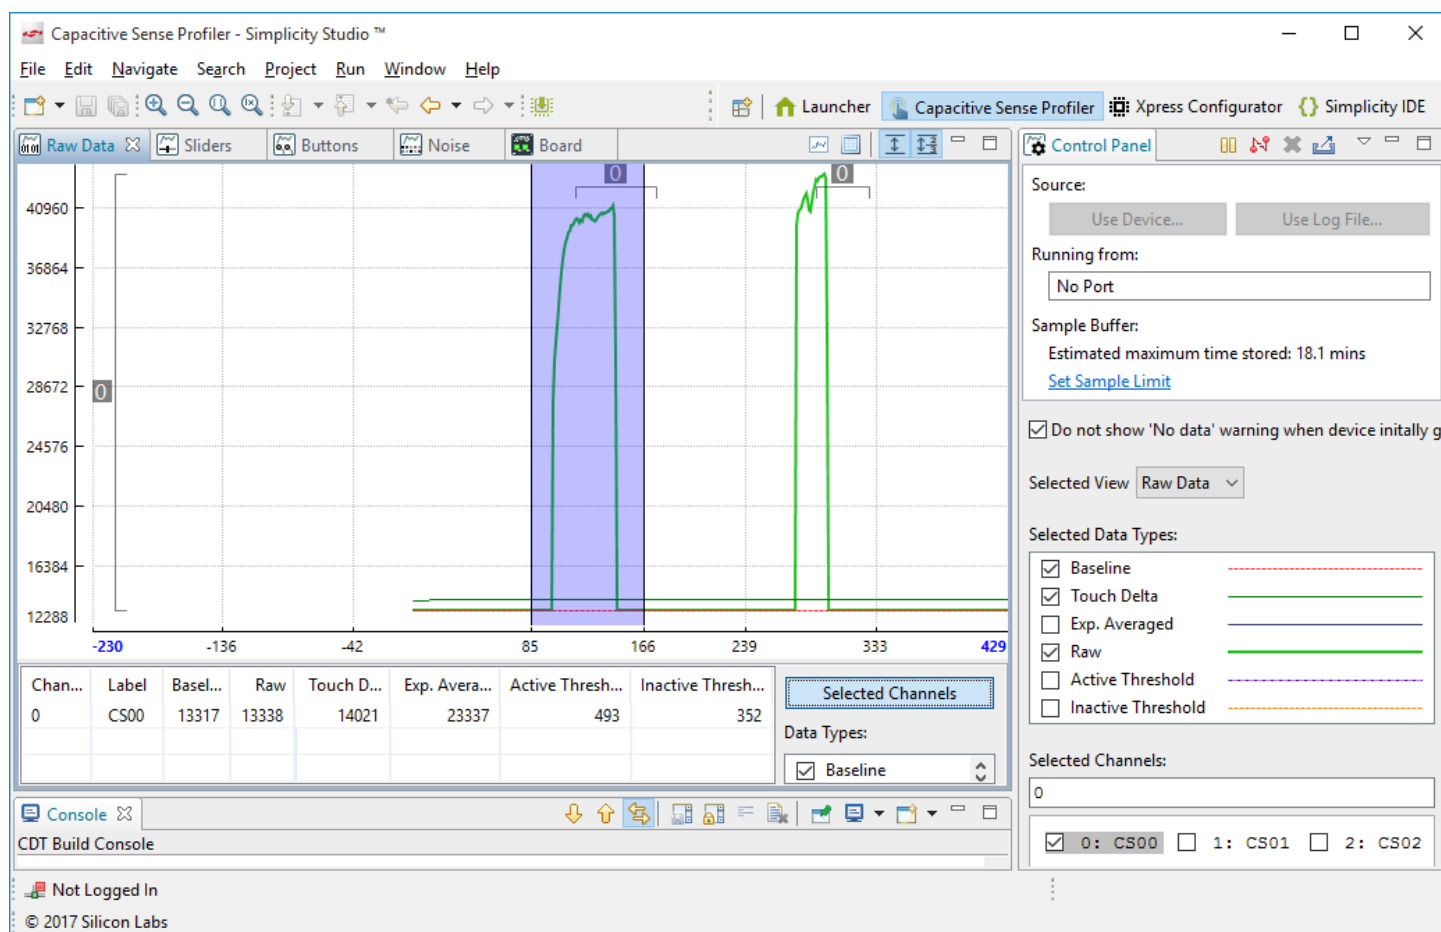 Capacitive Sense Profiler - Simplicity Studio ™
File Edit Navigate Search Project Run Window Help
Launcher Capacitive Sense Profiler Xpress Configurator Simplicity IDE
Raw Data Sliders Buttons Noise Board
Control Panel
0 0
40960
36864
32768
28672
0
24576
20480
16384
12288
-230 -136 -42 85 166 239 333 429
Chan... Label Basel... Raw Touch D... Exp. Avera... Active Thresh... Inactive Thresh...
0 CS00 13317 13338 14021 23337 493 352
Selected Channels
Data Types:
Baseline
Source:
Use Device... Use Log File...
Running from:
No Port
Sample Buffer:
Estimated maximum time stored: 18.1 mins
Set Sample Limit
Do not show 'No data' warning when device initally g
Selected View Raw Data
Selected Data Types:
Baseline
Touch Delta
Exp. Averaged
Raw
Active Threshold
Inactive Threshold
Selected Channels:
0
0: CS00 1: CS01 2: CS02
Console
CDT Build Console
Not Logged In
© 2017 Silicon Labs